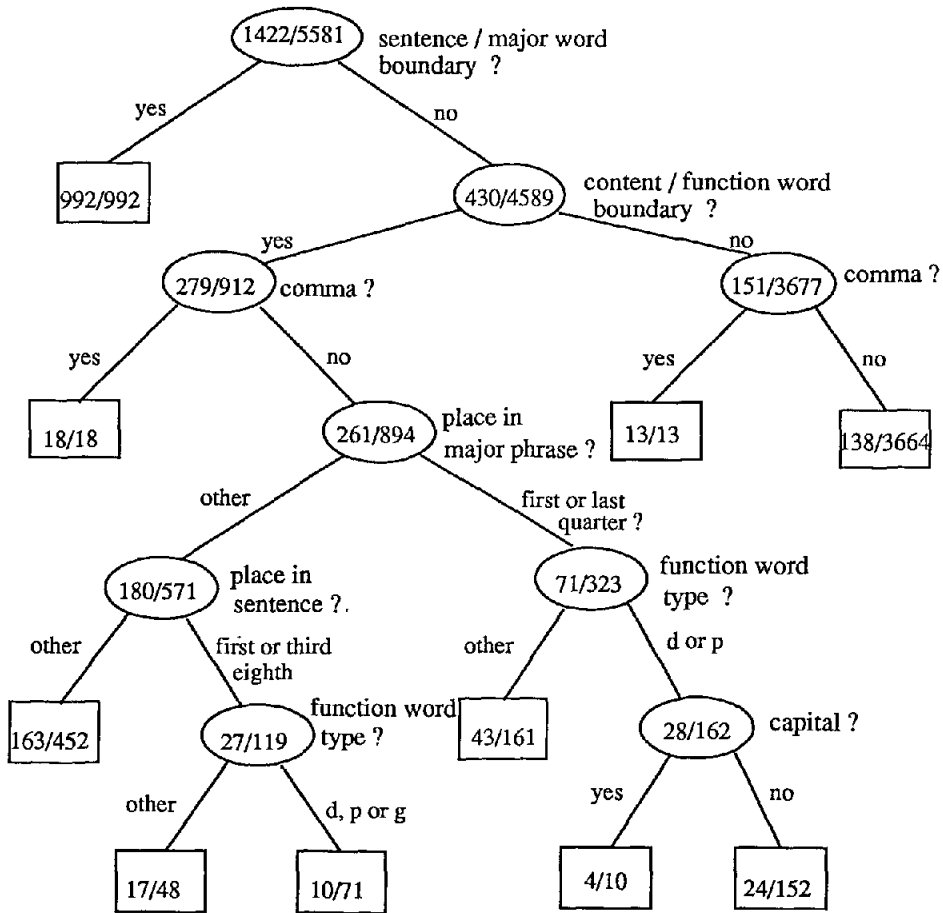 1422/5581
sentence / major word
boundary ?
yes
no
992/992
430/4589
content / function word
boundary ?
yes
no
279/912
comma ?
151/3677
comma ?
yes
no
yes
no
18/18
261/894
place in
major phrase ?
13/13
138/3664
other
first or last
quarter ?
180/571
place in
sentence ?.
71/323
function word
type ?
other
first or third
eighth
other
d or p
163/452
27/119
function word
type ?
43/161
28/162
capital ?
other
d, p or g
yes
no
17/48
10/71
4/10
24/152